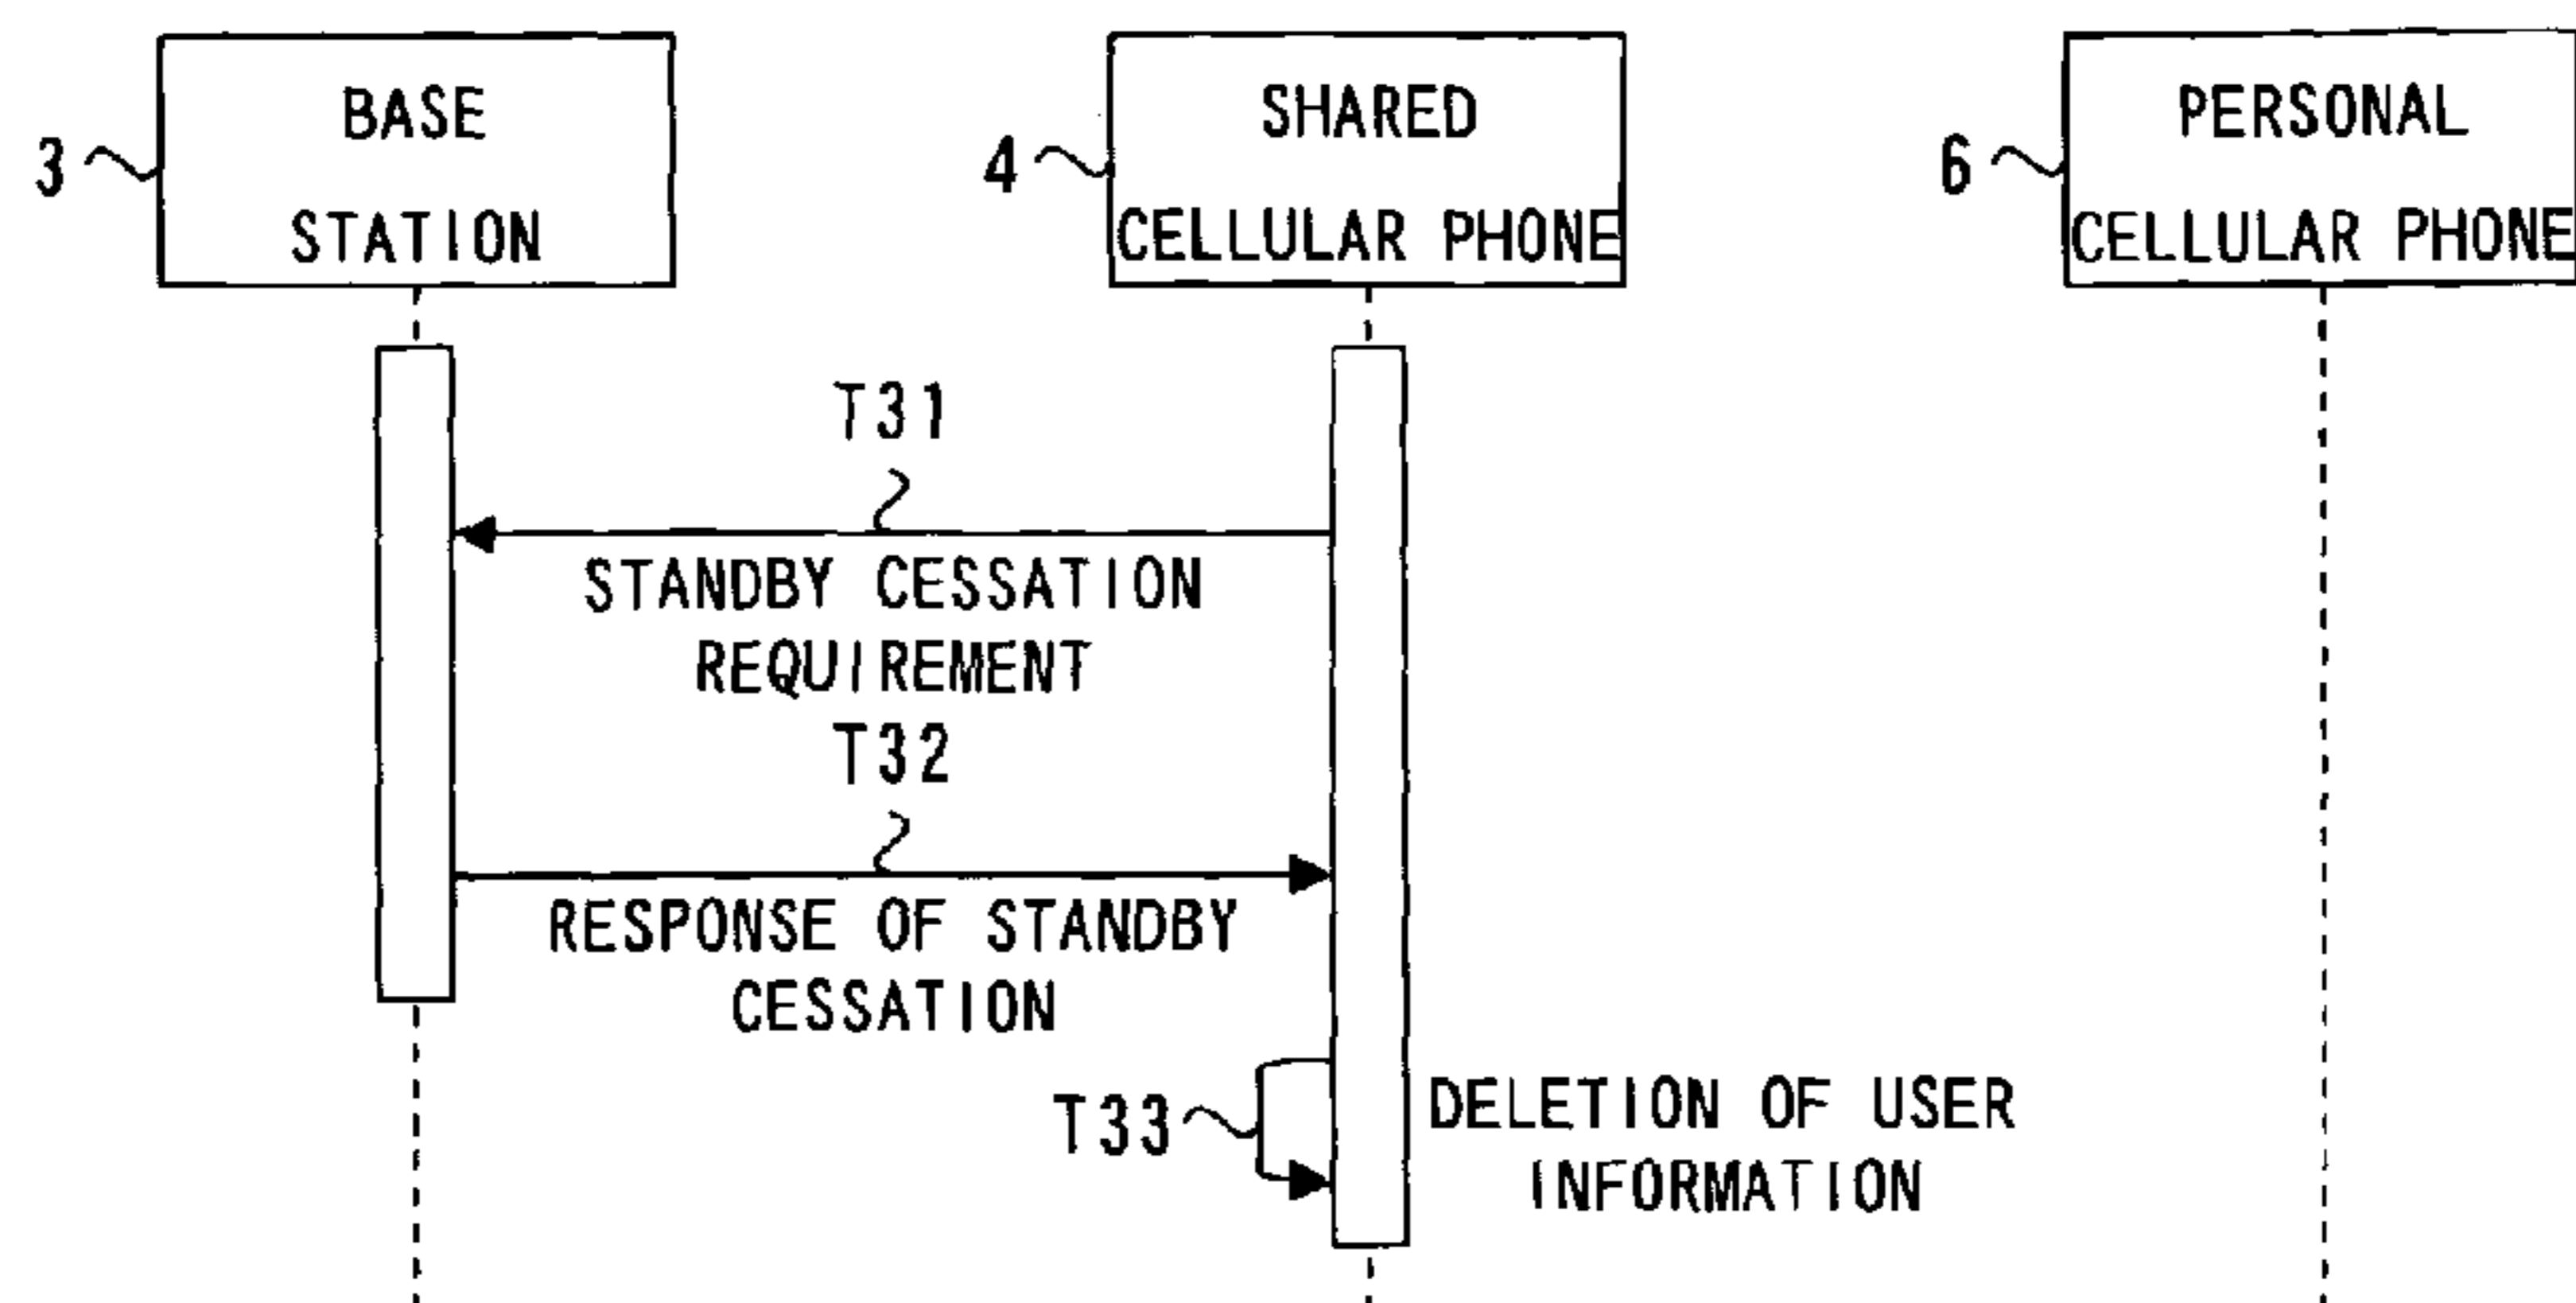 BASE
STATION
3
SHARED
CELLULAR PHONE
4
PERSONAL
CELLULAR PHONE
6
T31
STANDBY CESSATION
REQUIREMENT
T32
RESPONSE OF STANDBY
CESSATION
T33
DELETION OF USER
INFORMATION